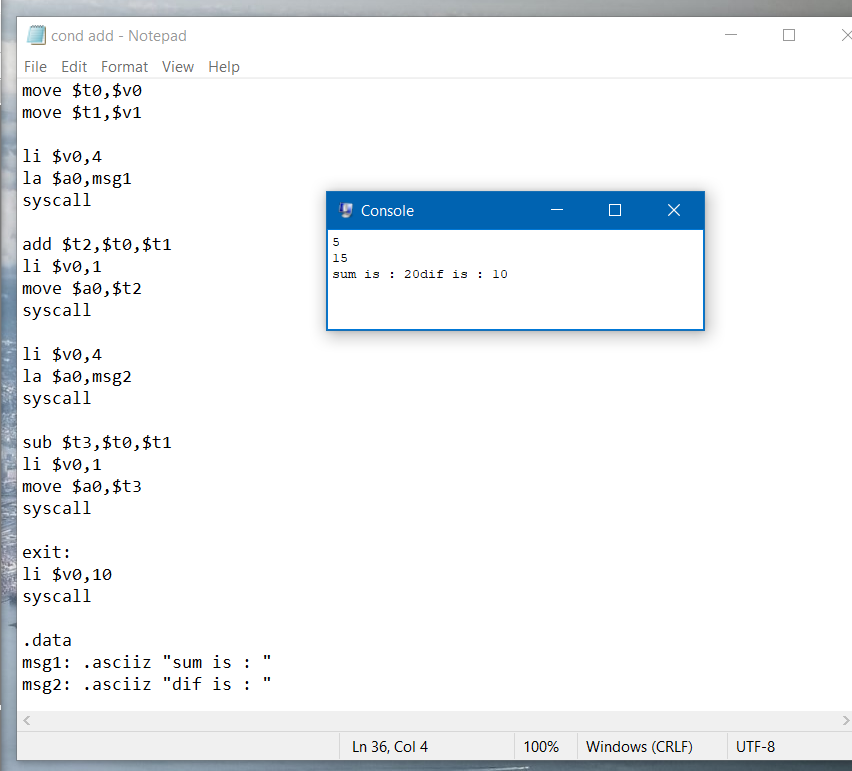 cond add - Notepad
File Edit Format View Help
move $t0,$v0
move $t1,$v1
li $v0,4
la $a0,msg1
syscall
add $t2,$t0,$t1
li $v0,1
move $a0,$t2
syscall
li $v0,4
la $a0,msg2
syscall
sub $t3,$t0,$t1
li $v0,1
move $a0,$t3
syscall
exit:
li $v0,10
syscall
.data
msg1: .asciiz "sum is : "
msg2: .asciiz "dif is : "
Console
5
15
sum is : 20dif is : 10
Ln 36, Col 4 100% Windows (CRLF) UTF-8